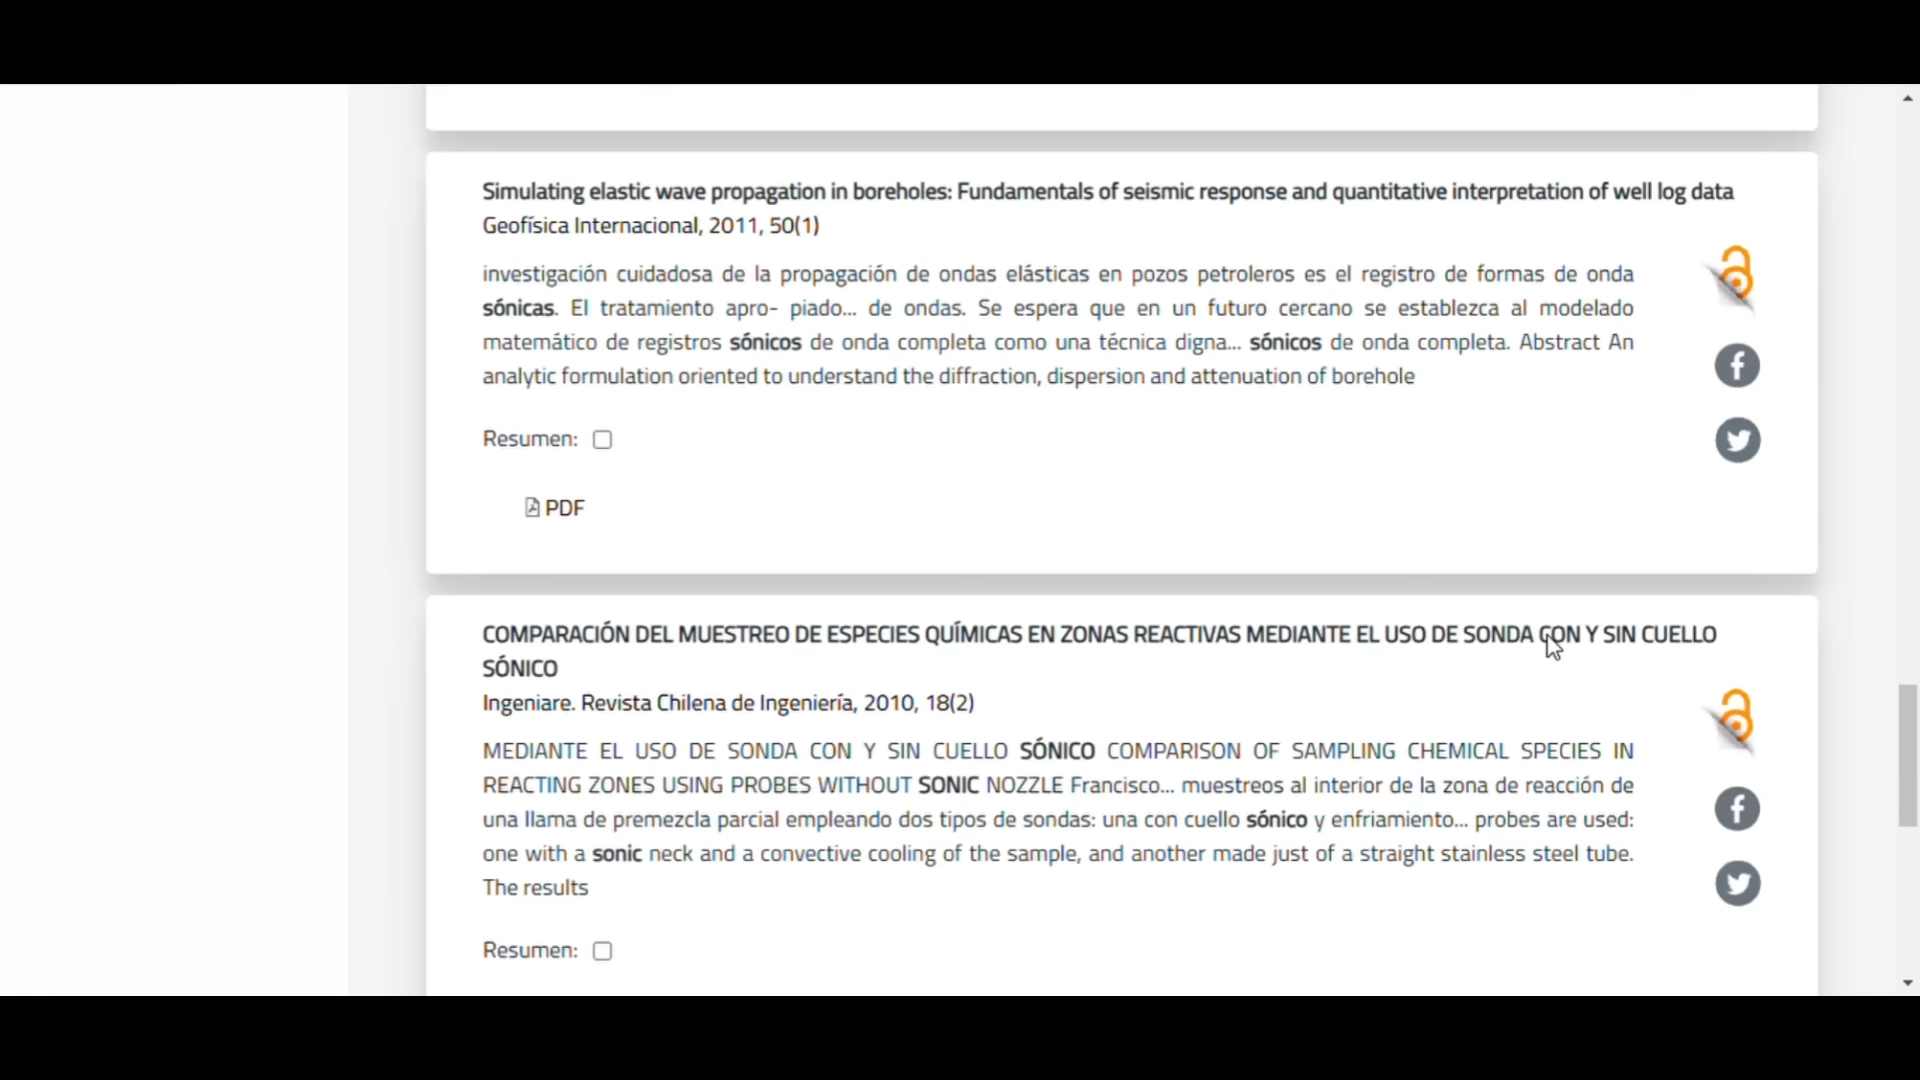 Simulating elastic wave propagation in boreholes: Fundamentals of seismic response and quantitative interpretation of well log data
Geofísica Internacional, 2011, 50(1)
investigación cuidadosa de la propagación de ondas elásticas en pozos petroleros es el registro de formas de onda
sónicas. El tratamiento apro- piado... de ondas. Se espera que en un futuro cercano se establezca al modelado
matemático de registros sónicos de onda completa como una técnica digna... sónicos de onda completa. Abstract An
analytic formulation oriented to understand the diffraction, dispersion and attenuation of borehole
Resumen:
PDF
COMPARACIÓN DEL MUESTREO DE ESPECIES QUÍMICAS EN ZONAS REACTIVAS MEDIANTE EL USO DE SONDA CON Y SIN CUELLO
SÓNICO
Ingeniare. Revista Chilena de Ingeniería, 2010, 18(2)
MEDIANTE EL USO DE SONDA CON Y SIN CUELLO SÓNICO COMPARISON OF SAMPLING CHEMICAL SPECIES IN
REACTING ZONES USING PROBES WITHOUT SONIC NOZZLE Francisco... muestreos al interior de la zona de reacción de
una llama de premezcla parcial empleando dos tipos de sondas: una con cuello sónico y enfriamiento... probes are used:
one with a sonic neck and a convective cooling of the sample, and another made just of a straight stainless steel tube.
The results
Resumen: